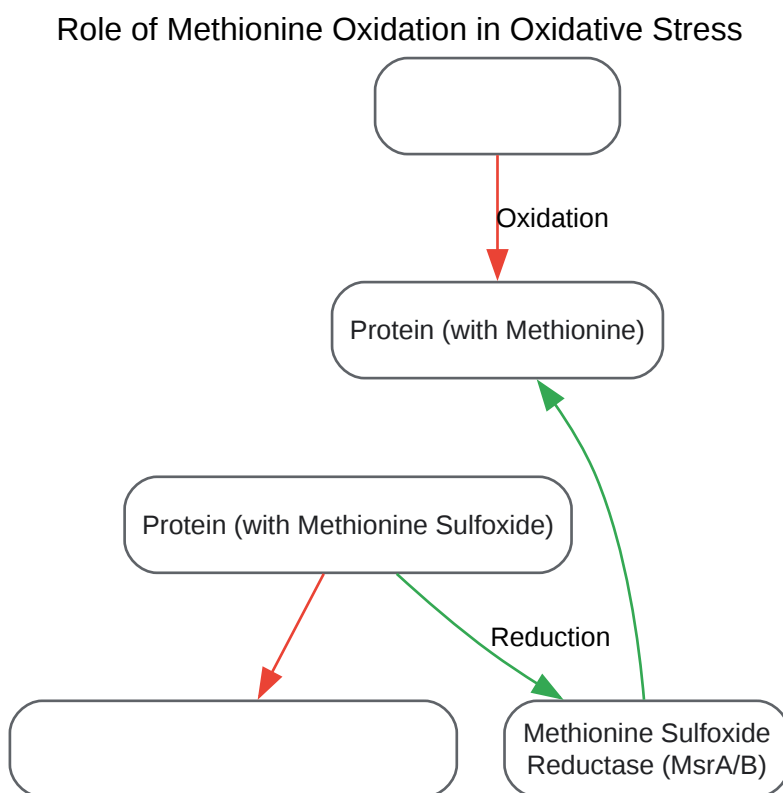 Role of Methionine Oxidation in Oxidative Stress
Oxidation
Protein (with Methionine)
Protein (with Methionine Sulfoxide)
Reduction
Methionine Sulfoxide
Reductase (MsrA/B)